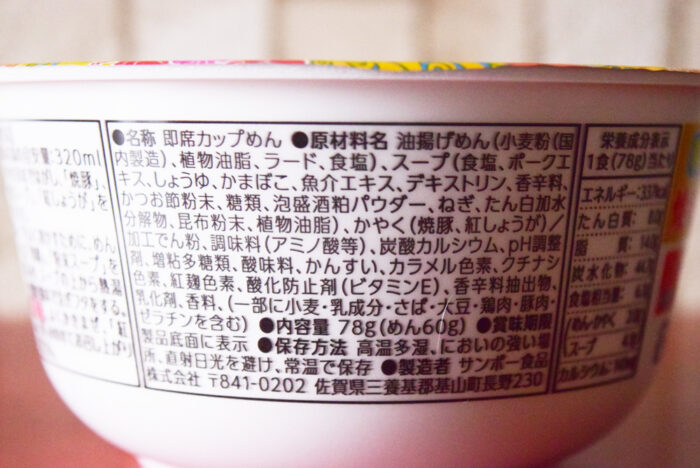 量:320ml
●名称 即席カップめん ●原材料名 油揚げめん(小麦粉(国
内製造)、植物油脂、ラード、食塩)、スープ(食塩、ポークエ
キス、しょうゆ、かまぼこ、魚介エキス、デキストリン、香辛料、
かつお節粉末、糖類、泡盛酒粕パウダー、ねぎ、たん白加水
分解物、昆布粉末、植物油脂)、かやく(焼豚、紅しょうが)/
加工でん粉、調味料(アミノ酸等)、炭酸カルシウム、pH調整
剤、増粘多糖類、酸味料、かんすい、カラメル色素、クチナシ
色素、紅麹色素、酸化防止剤(ビタミンE)、香辛料抽出物、
乳化剤、香料、(一部に小麦・乳成分・さば・大豆・鶏肉・豚肉・
ゼラチンを含む) ●内容量 78g(めん60g) ●賞味期限
製品底面に表示 ●保存方法 高温多湿、においの強い場
所、直射日光を避け、常温で保存 ●製造者 サンポー食品
株式会社 〒841-0202 佐賀県三養基郡基山町長野230
栄養成分表示
1食(78g)当たり
エネルギー:337kcal
たん白質:
脂 質:
炭水化物:
食塩相当量:
めん・かやく
スープ
カルシウム: